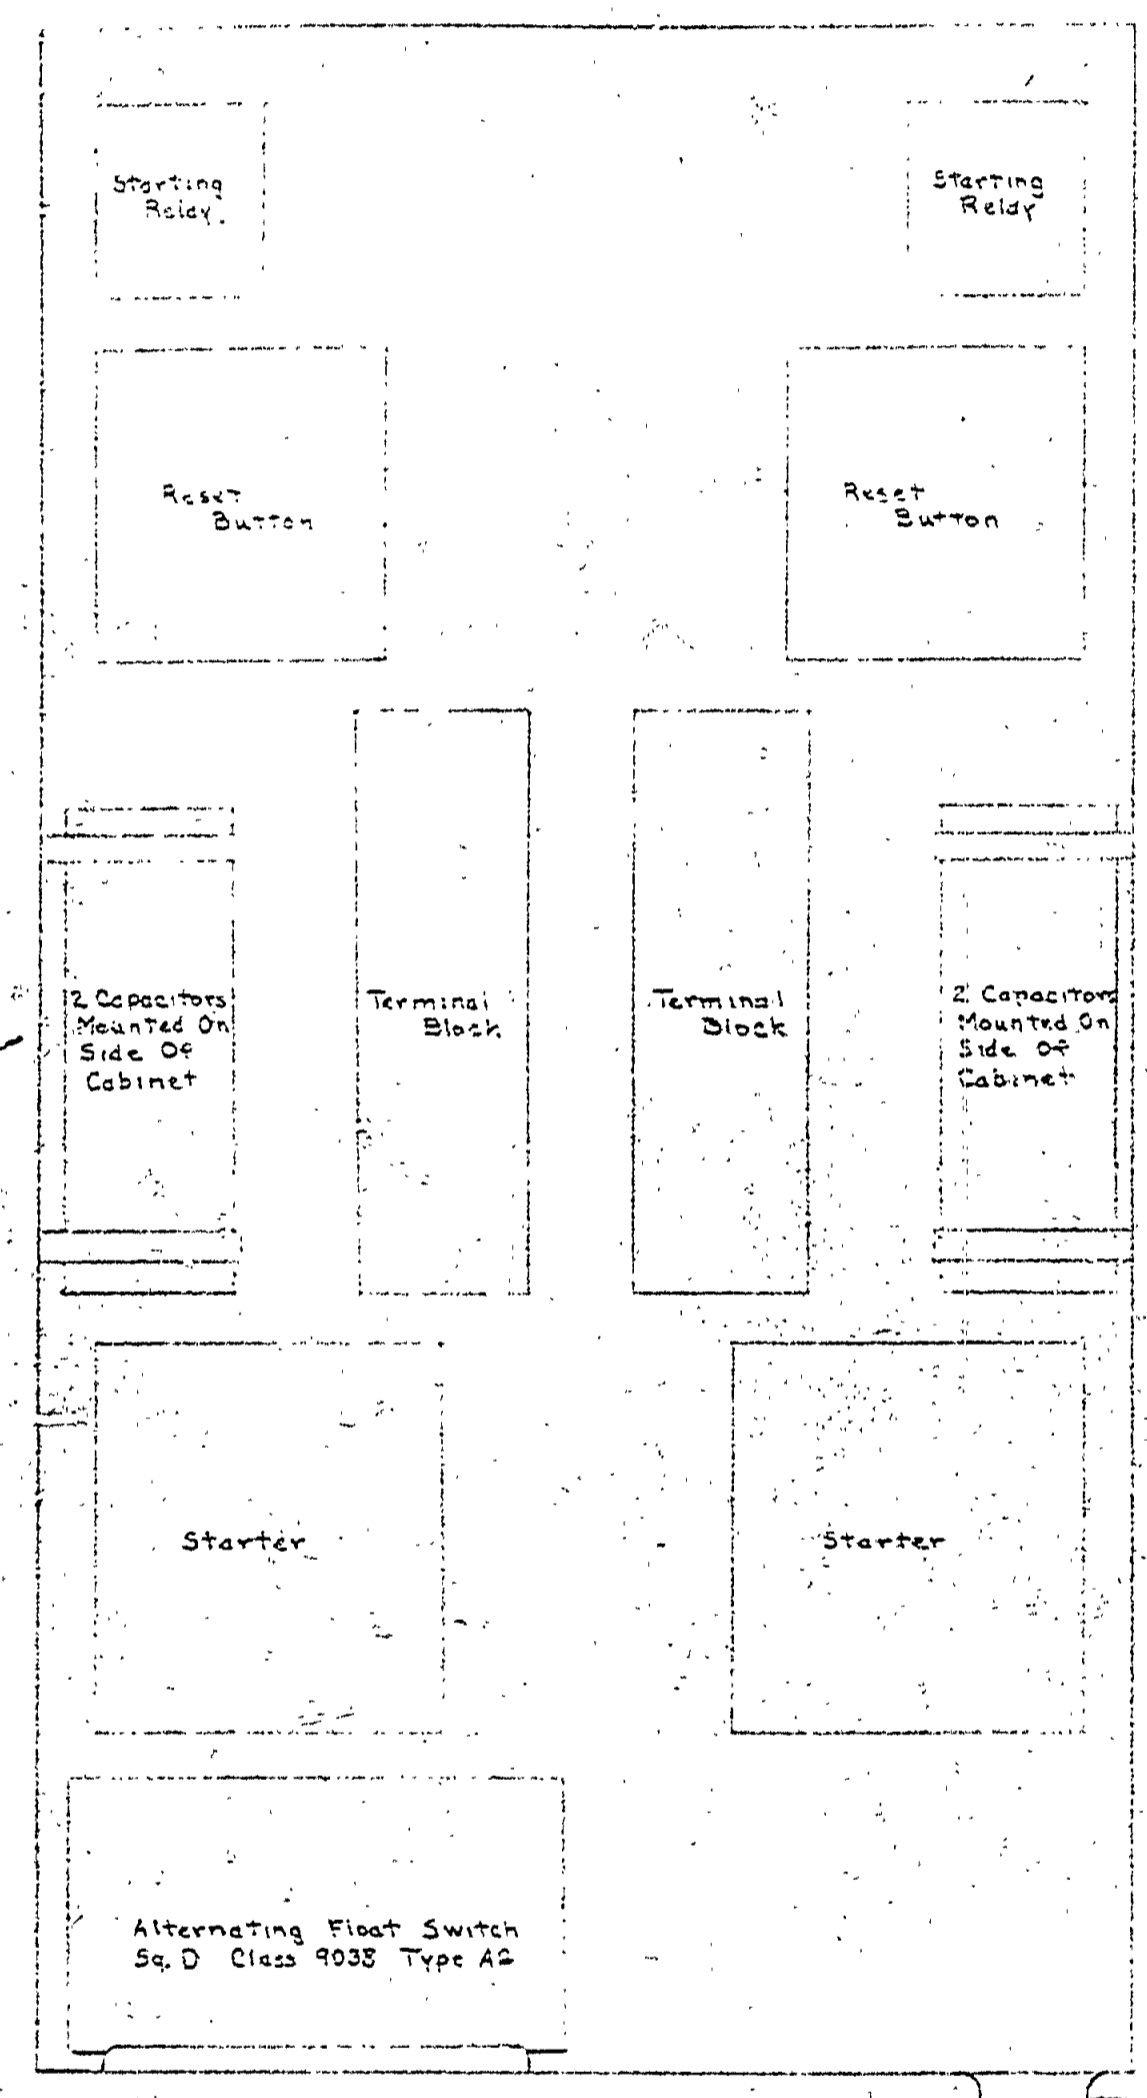 Starting
Relay
Starting
Relay
Reset
Button
Reset
Button
2 Capacitors
Mounted On
Side Of
Cabinet
Terminal
Block
Terminal
Block
2 Capacitors
Mounted On
Side Of
Cabinet
Starter
Starter
Alternating Float Switch
Sq. D Class 9038 Type